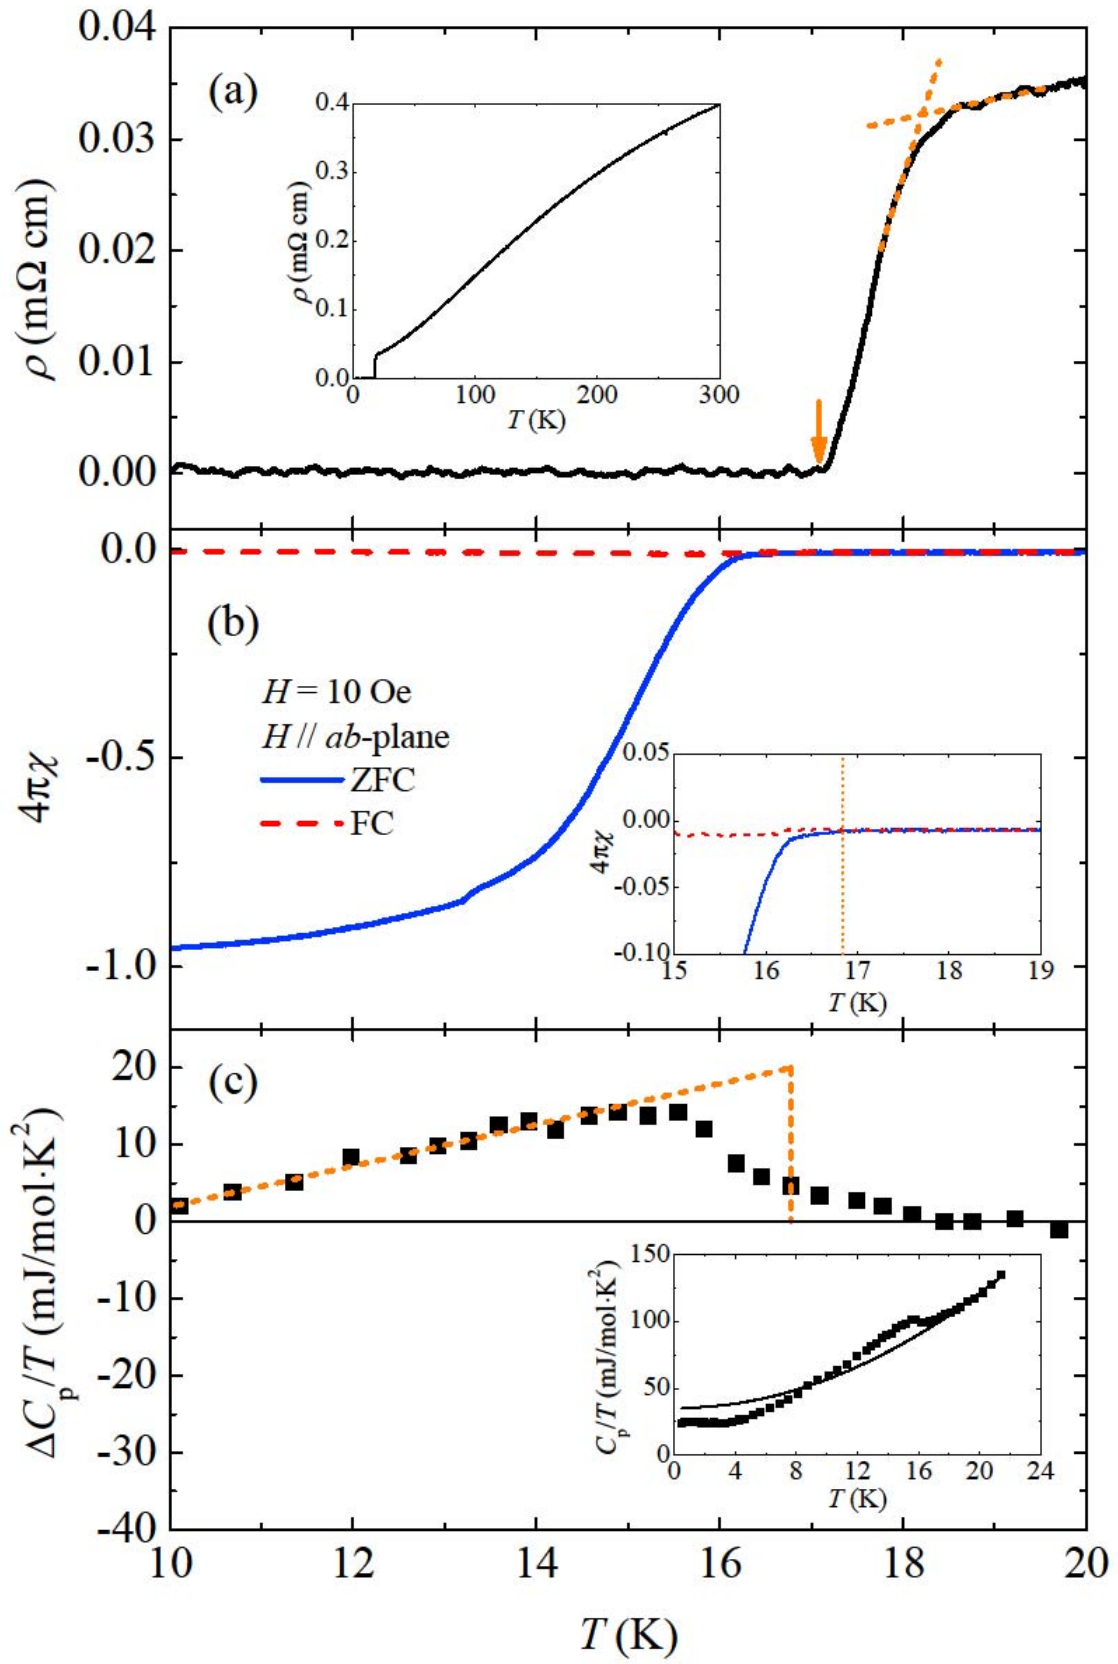 0.04
0.03
0.02
0.01
0.00
ρ (mΩ cm)
(a)
0.4
0.3
0.2
0.1
0.0
ρ (mΩ cm)
0 100 200 300
T (K)
0.0
-0.5
-1.0
4πχ
(b)
H = 10 Oe
H // ab-plane
ZFC
FC
0.05
0.00
-0.05
-0.10
4πχ
15 16 17 18 19
T (K)
20
10
0
-10
-20
-30
-40
ΔCp/T (mJ/mol·K²)
(c)
150
100
50
0
Cp/T (mJ/mol·K²)
0 4 8 12 16 20 24
T (K)
10 12 14 16 18 20
T (K)